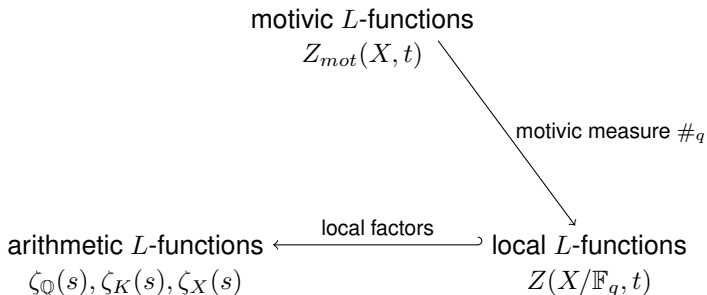 motivic L-functions
Z_{mot}(X, t)
motivic measure #_q
local factors
arithmetic L-functions
local L-functions
ζ_ℚ(s), ζ_K(s), ζ_X(s)
Z(X/𝔽_q, t)